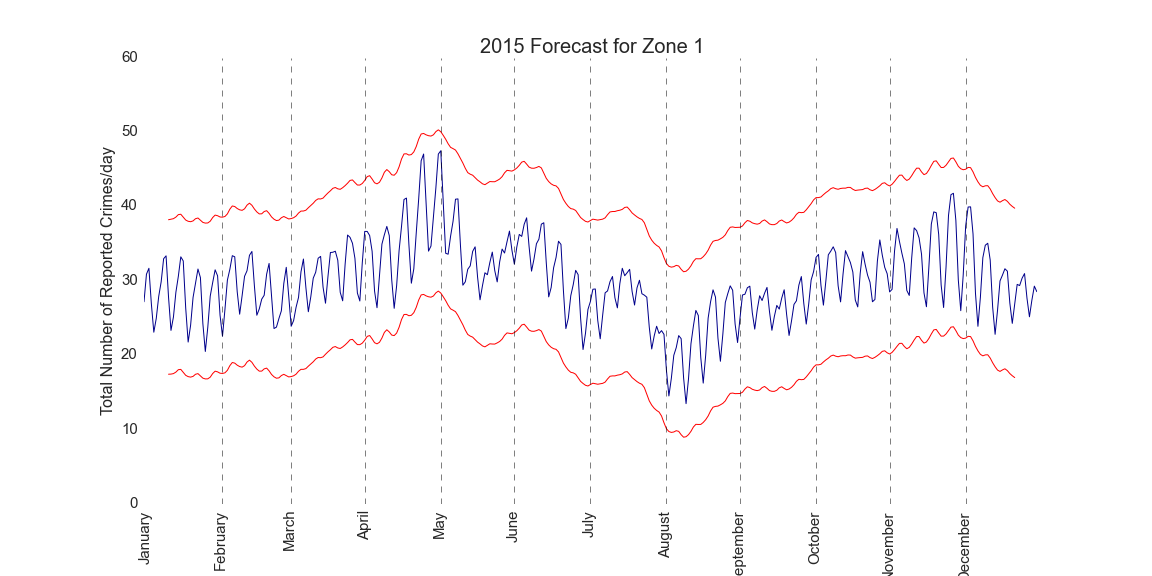 2015 Forecast for Zone 1
Total Number of Reported Crimes/day
60
50
40
30
20
10
0
January
February
March
April
May
June
July
August
eptember
October
November
December